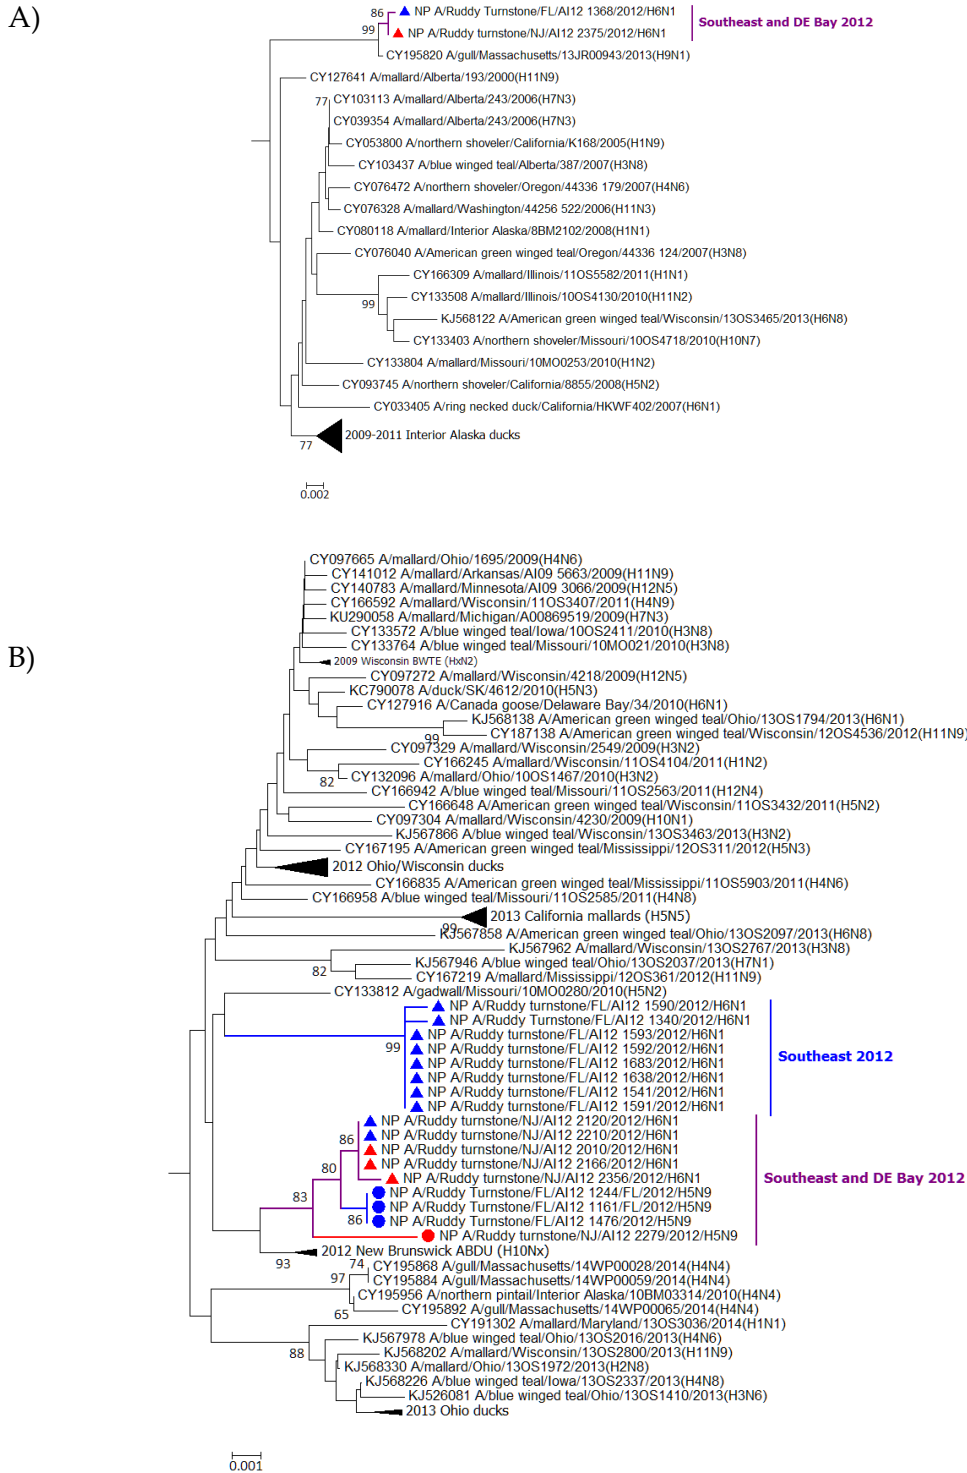 A)
86
NP A/Ruddy Turnstone/FL/AI12 1368/2012/H6N1
Southeast and DE Bay 2012
99
NP A/Ruddy turnstone/NJ/AI12 2375/2012/H6N1
CY195820 A/gull/Massachusetts/13JR00943/2013(H9N1)
CY127641 A/mallard/Alberta/193/2000(H11N9)
77
CY103113 A/mallard/Alberta/243/2006(H7N3)
CY039354 A/mallard/Alberta/243/2006(H7N3)
CY053800 A/northern shoveler/California/K168/2005(H1N9)
CY103437 A/blue winged teal/Alberta/387/2007(H3N8)
CY076472 A/northern shoveler/Oregon/44336 179/2007(H4N6)
CY076328 A/mallard/Washington/44256 522/2006(H11N3)
CY080118 A/mallard/Interior Alaska/8BM2102/2008(H1N1)
CY076040 A/American green winged teal/Oregon/44336 124/2007(H3N8)
CY166309 A/mallard/Illinois/11OS5582/2011(H1N1)
99
CY133508 A/mallard/Illinois/10OS4130/2010(H11N2)
KJ568122 A/American green winged teal/Wisconsin/13OS3465/2013(H6N8)
CY133403 A/northern shoveler/Missouri/10OS4718/2010(H10N7)
CY133804 A/mallard/Missouri/10MO0253/2010(H1N2)
CY093745 A/northern shoveler/California/8855/2008(H5N2)
CY033405 A/ring necked duck/California/HKWF402/2007(H6N1)
2009-2011 Interior Alaska ducks
77
0.002
B)
CY097665 A/mallard/Ohio/1695/2009(H4N6)
CY141012 A/mallard/Arkansas/AI09 5663/2009(H11N9)
CY140783 A/mallard/Minnesota/AI09 3066/2009(H12N5)
CY166592 A/mallard/Wisconsin/11OS3407/2011(H4N9)
KU290058 A/mallard/Michigan/A00869519/2009(H7N3)
CY133572 A/blue winged teal/Iowa/10OS2411/2010(H3N8)
CY133764 A/blue winged teal/Missouri/10MO021/2010(H3N8)
2009 Wisconsin BWTE (HxN2)
CY097272 A/mallard/Wisconsin/4218/2009(H12N5)
KC790078 A/duck/SK/4612/2010(H5N3)
CY127916 A/Canada goose/Delaware Bay/34/2010(H6N1)
KJ568138 A/American green winged teal/Ohio/13OS1794/2013(H6N1)
99
CY187138 A/American green winged teal/Wisconsin/12OS4536/2012(H11N9)
CY097329 A/mallard/Wisconsin/2549/2009(H3N2)
CY166245 A/mallard/Wisconsin/11OS4104/2011(H1N2)
82
CY132096 A/mallard/Ohio/10OS1467/2010(H3N2)
CY166942 A/blue winged teal/Missouri/11OS2563/2011(H12N4)
CY166648 A/American green winged teal/Wisconsin/11OS3432/2011(H5N2)
CY097304 A/mallard/Wisconsin/4230/2009(H10N1)
KJ567866 A/blue winged teal/Wisconsin/13OS3463/2013(H3N2)
CY167195 A/American green winged teal/Mississippi/12OS311/2012(H5N3)
2012 Ohio/Wisconsin ducks
CY166835 A/American green winged teal/Mississippi/11OS5903/2011(H4N6)
CY166958 A/blue winged teal/Missouri/11OS2585/2011(H4N8)
2013 California mallards (H5N5)
99
KJ567858 A/American green winged teal/Ohio/13OS2097/2013(H6N8)
KJ567962 A/mallard/Wisconsin/13OS2767/2013(H3N8)
82
KJ567946 A/blue winged teal/Ohio/13OS2037/2013(H7N1)
CY167219 A/mallard/Mississippi/12OS361/2012(H11N9)
CY133812 A/gadwall/Missouri/10MO0280/2010(H5N2)
NP A/Ruddy turnstone/FL/AI12 1590/2012/H6N1
NP A/Ruddy Turnstone/FL/AI12 1340/2012/H6N1
NP A/Ruddy turnstone/FL/AI12 1593/2012/H6N1
99
NP A/Ruddy turnstone/FL/AI12 1592/2012/H6N1
NP A/Ruddy turnstone/FL/AI12 1683/2012/H6N1
Southeast 2012
NP A/Ruddy turnstone/FL/AI12 1638/2012/H6N1
NP A/Ruddy turnstone/FL/AI12 1541/2012/H6N1
NP A/Ruddy turnstone/FL/AI12 1591/2012/H6N1
NP A/Ruddy turnstone/NJ/AI12 2120/2012/H6N1
86
NP A/Ruddy turnstone/NJ/AI12 2210/2012/H6N1
NP A/Ruddy turnstone/NJ/AI12 2010/2012/H6N1
80
NP A/Ruddy turnstone/NJ/AI12 2166/2012/H6N1
NP A/Ruddy turnstone/NJ/AI12 2356/2012/H6N1
Southeast and DE Bay 2012
83
NP A/Ruddy Turnstone/FL/AI12 1244/FL/2012/H5N9
NP A/Ruddy Turnstone/FL/AI12 1161/FL/2012/H5N9
86
NP A/Ruddy Turnstone/FL/AI12 1476/2012/H5N9
NP A/Ruddy turnstone/NJ/AI12 2279/2012/H5N9
2012 New Brunswick ABDU (H10Nx)
93
74
CY195868 A/gull/Massachusetts/14WP00028/2014(H4N4)
97
CY195884 A/gull/Massachusetts/14WP00059/2014(H4N4)
CY195956 A/northern pintail/Interior Alaska/10BM03314/2010(H4N4)
65
CY195892 A/gull/Massachusetts/14WP00065/2014(H4N4)
CY191302 A/mallard/Maryland/13OS3036/2014(H1N1)
KJ567978 A/blue winged teal/Ohio/13OS2016/2013(H4N6)
88
KJ568202 A/mallard/Wisconsin/13OS2800/2013(H11N9)
KJ568330 A/mallard/Ohio/13OS1972/2013(H2N8)
KJ568226 A/blue winged teal/Iowa/13OS2337/2013(H4N8)
KJ526081 A/blue winged teal/Ohio/13OS1410/2013(H3N6)
2013 Ohio ducks
0.001